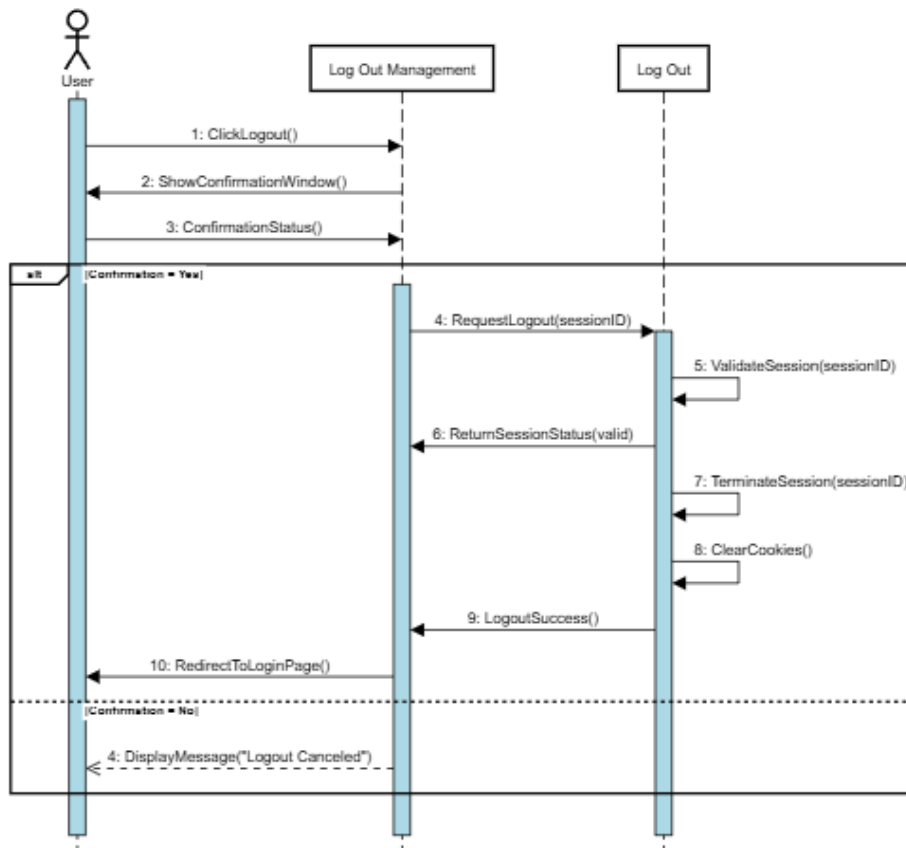 User
Log Out Management
Log Out
1: ClickLogout()
2: ShowConfirmationWindow()
3: ConfirmationStatus()
alt
[Confirmation = Yes]
4: RequestLogout(sessionID)
5: ValidateSession(sessionID)
6: ReturnSessionStatus(valid)
7: TerminateSession(sessionID)
8: ClearCookies()
9: LogoutSuccess()
10: RedirectToLoginPage()
[Confirmation = No]
4: DisplayMessage("Logout Canceled")